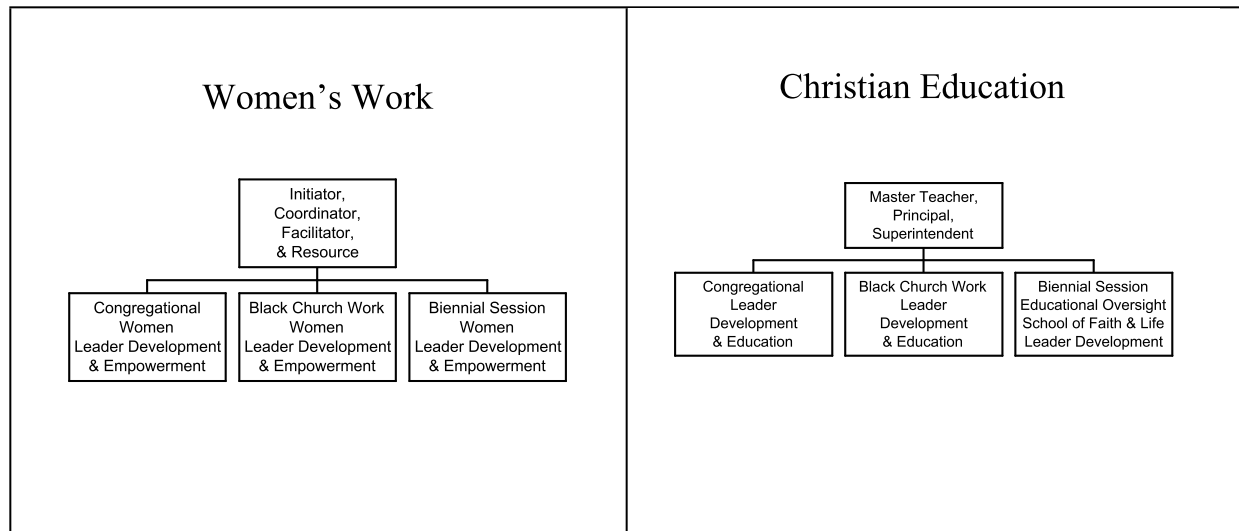 Women’s Work
Initiator,
Coordinator,
Facilitator,
& Resource
Congregational
Women
Leader Development
& Empowerment
Black Church Work
Women
Leader Development
& Empowerment
Biennial Session
Women
Leader Development
& Empowerment
Christian Education
Master Teacher,
Principal,
Superintendent
Congregational
Leader
Development
& Education
Black Church Work
Leader
Development
& Education
Biennial Session
Educational Oversight
School of Faith & Life
Leader Development